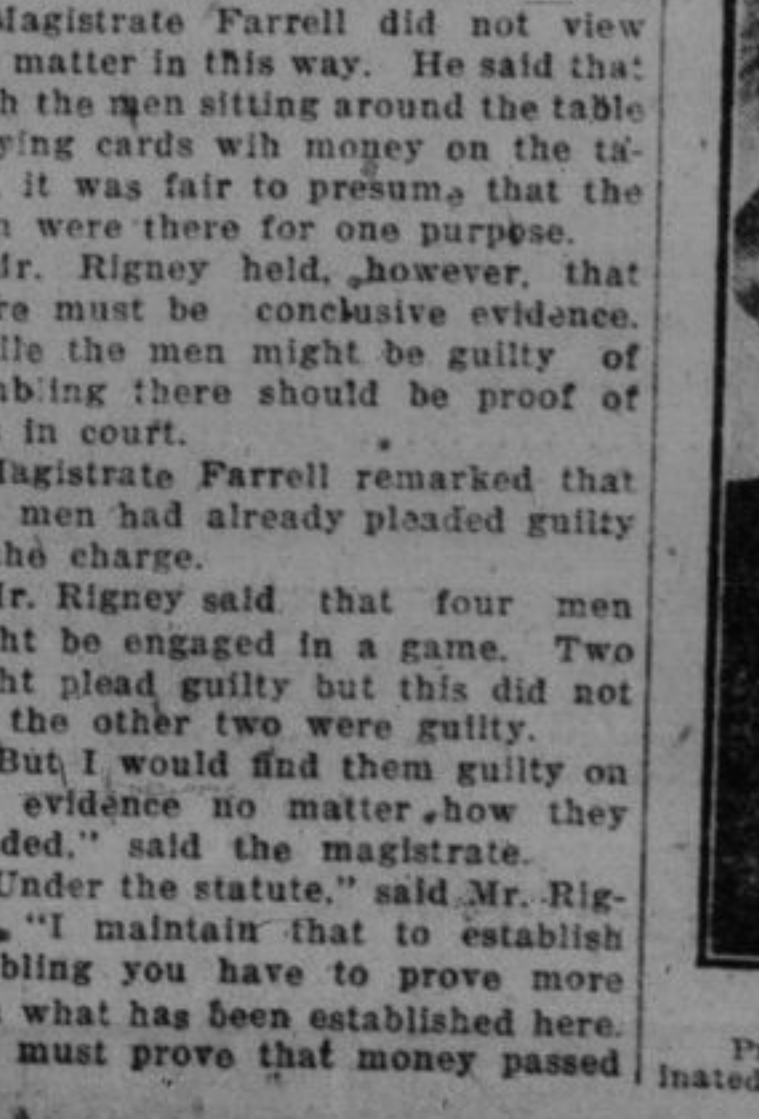 Magistrate Farrell did not view
matter in this way. He said that
h the men sitting around the table
ying cards wih money on the ta-
it was fair to presume that the
n were there for one purpose.
Mr. Rigney held, however, that
re must be conclusive evidence.
ile the men might be guilty of
mbling there should be proof of
in court.
Magistrate Farrell remarked that
men had already pleaded guilty
the charge.
Mr. Rigney said that four men
ght be engaged in a game. Two
ght plead guilty but this did not
the other two were guilty.
But I would find them guilty on
evidence no matter how they
ded," said the magistrate.
Under the statute," said Mr. Rig-
"I maintain that to establish
bling you have to prove more
what has been established here.
must prove that money passed
inated